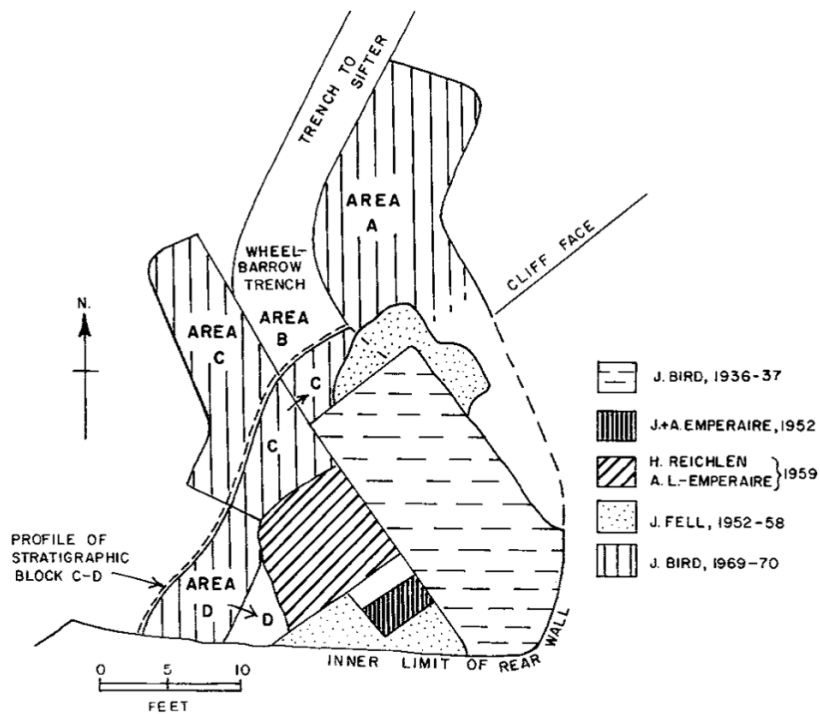 TRENCH TO
SIFTER
AREA
A
WHEEL-
BARROW
TRENCH
CLIFF FACE
N.
AREA
B
AREA
C
C
C
J. BIRD, 1936-37
J.+A. EMPERAIRE, 1952
H. REICHLEN
A. L.-EMPERAIRE } 1959
J. FELL, 1952-58
J. BIRD, 1969-70
PROFILE OF
STRATIGRAPHIC
BLOCK C-D
AREA
D
D
INNER LIMIT OF REAR WALL
0 5 10
FEET